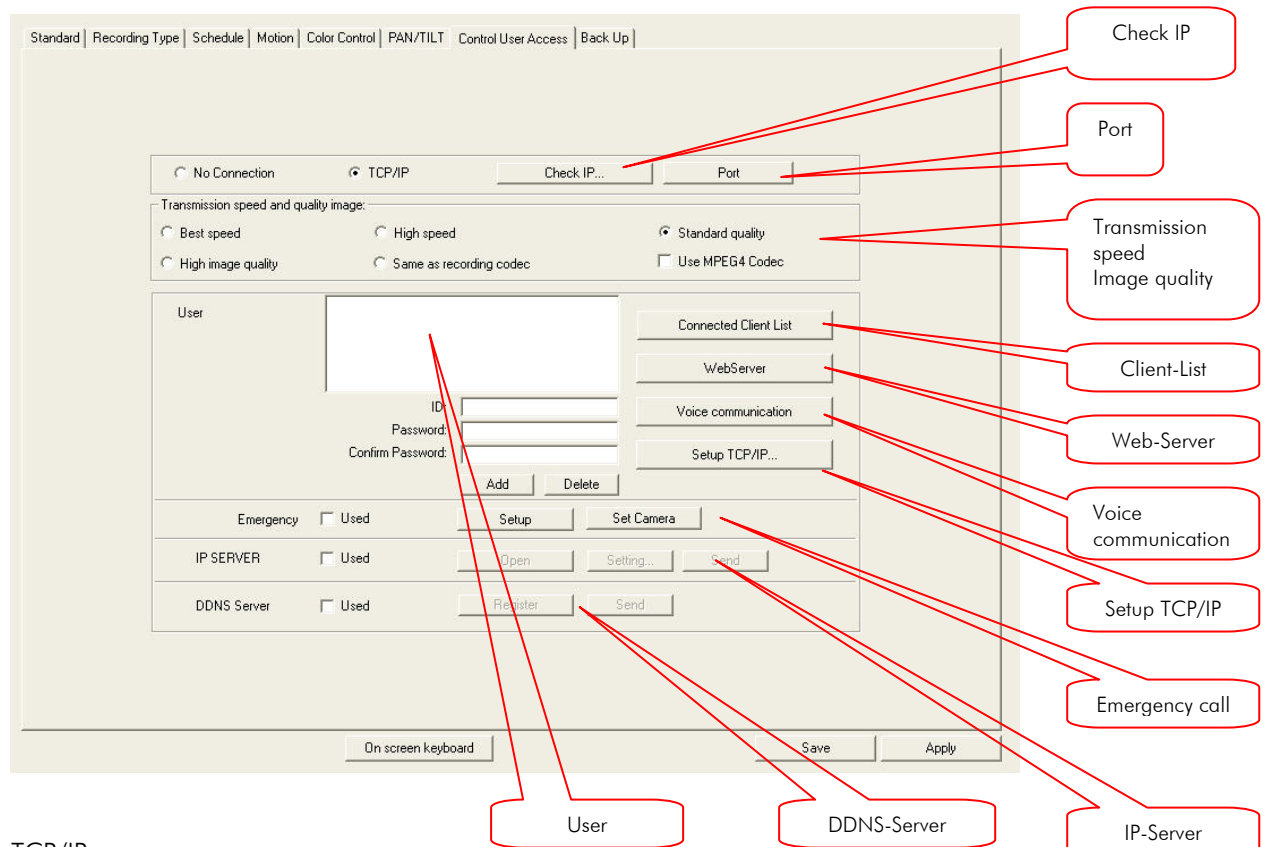 Standard Recording Type Schedule Motion Color Control PAN/TILT Control User Access Back Up
Check IP
Port
No Connection TCP/IP Check IP... Port
Transmission speed and quality image:
Best speed High speed Standard quality
High image quality Same as recording codec Use MPEG4 Codec
Transmission
speed
Image quality
User
Connected Client List
WebServer
ID:
Voice communication
Password:
Confirm Password:
Setup TCP/IP...
Add Delete
Client-List
Web-Server
Voice
communication
Emergency Used Setup Set Camera
IP SERVER Used Open Setting... Send
DDNS Server Used Register Send
Setup TCP/IP
Emergency call
On screen keyboard Save Apply
User
DDNS-Server
IP-Server
TCP/IP